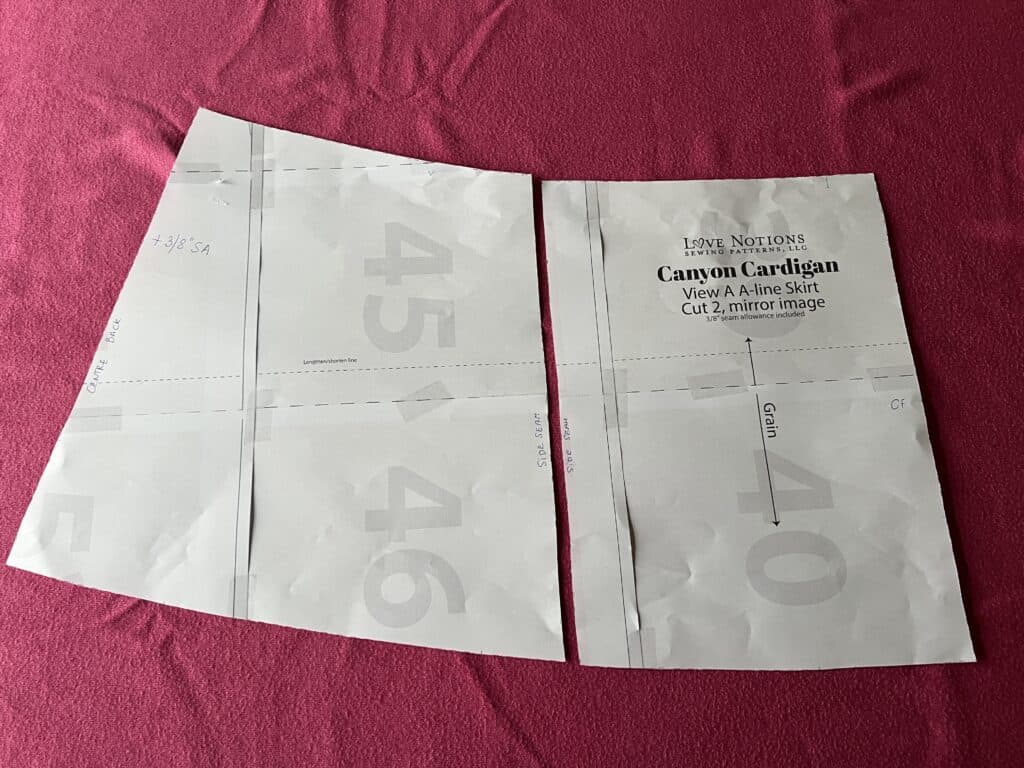 + 3/8" SA
CENTRE BACK
45
Lengthen/shorten line
46
SIDE SEAM
SIDE SEAM
LOVE NOTIONS
SEWING PATTERNS, LLC
Canyon Cardigan
View A A-line Skirt
Cut 2, mirror image
3/8" seam allowance included
Grain
CF
40